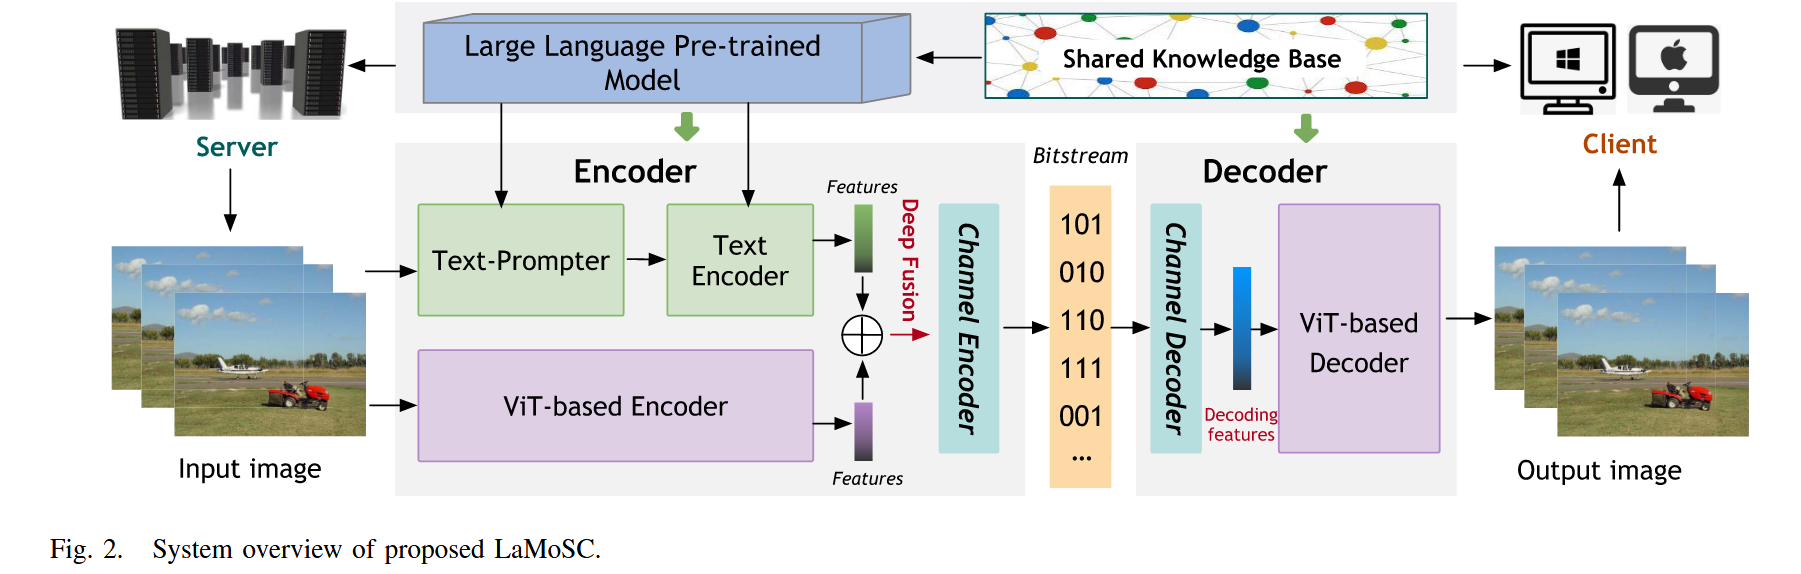 Large Language Pre-trained
Model
Shared Knowledge Base
Server
Client
Encoder
Bitstream
Decoder
Features
Deep Fusion
Text-Prompter
Text
Encoder
Channel Encoder
101
010
110
111
001
...
Channel Decoder
ViT-based
Decoder
ViT-based Encoder
Decoding
features
Features
Input image
Output image
Fig. 2. System overview of proposed LaMoSC.